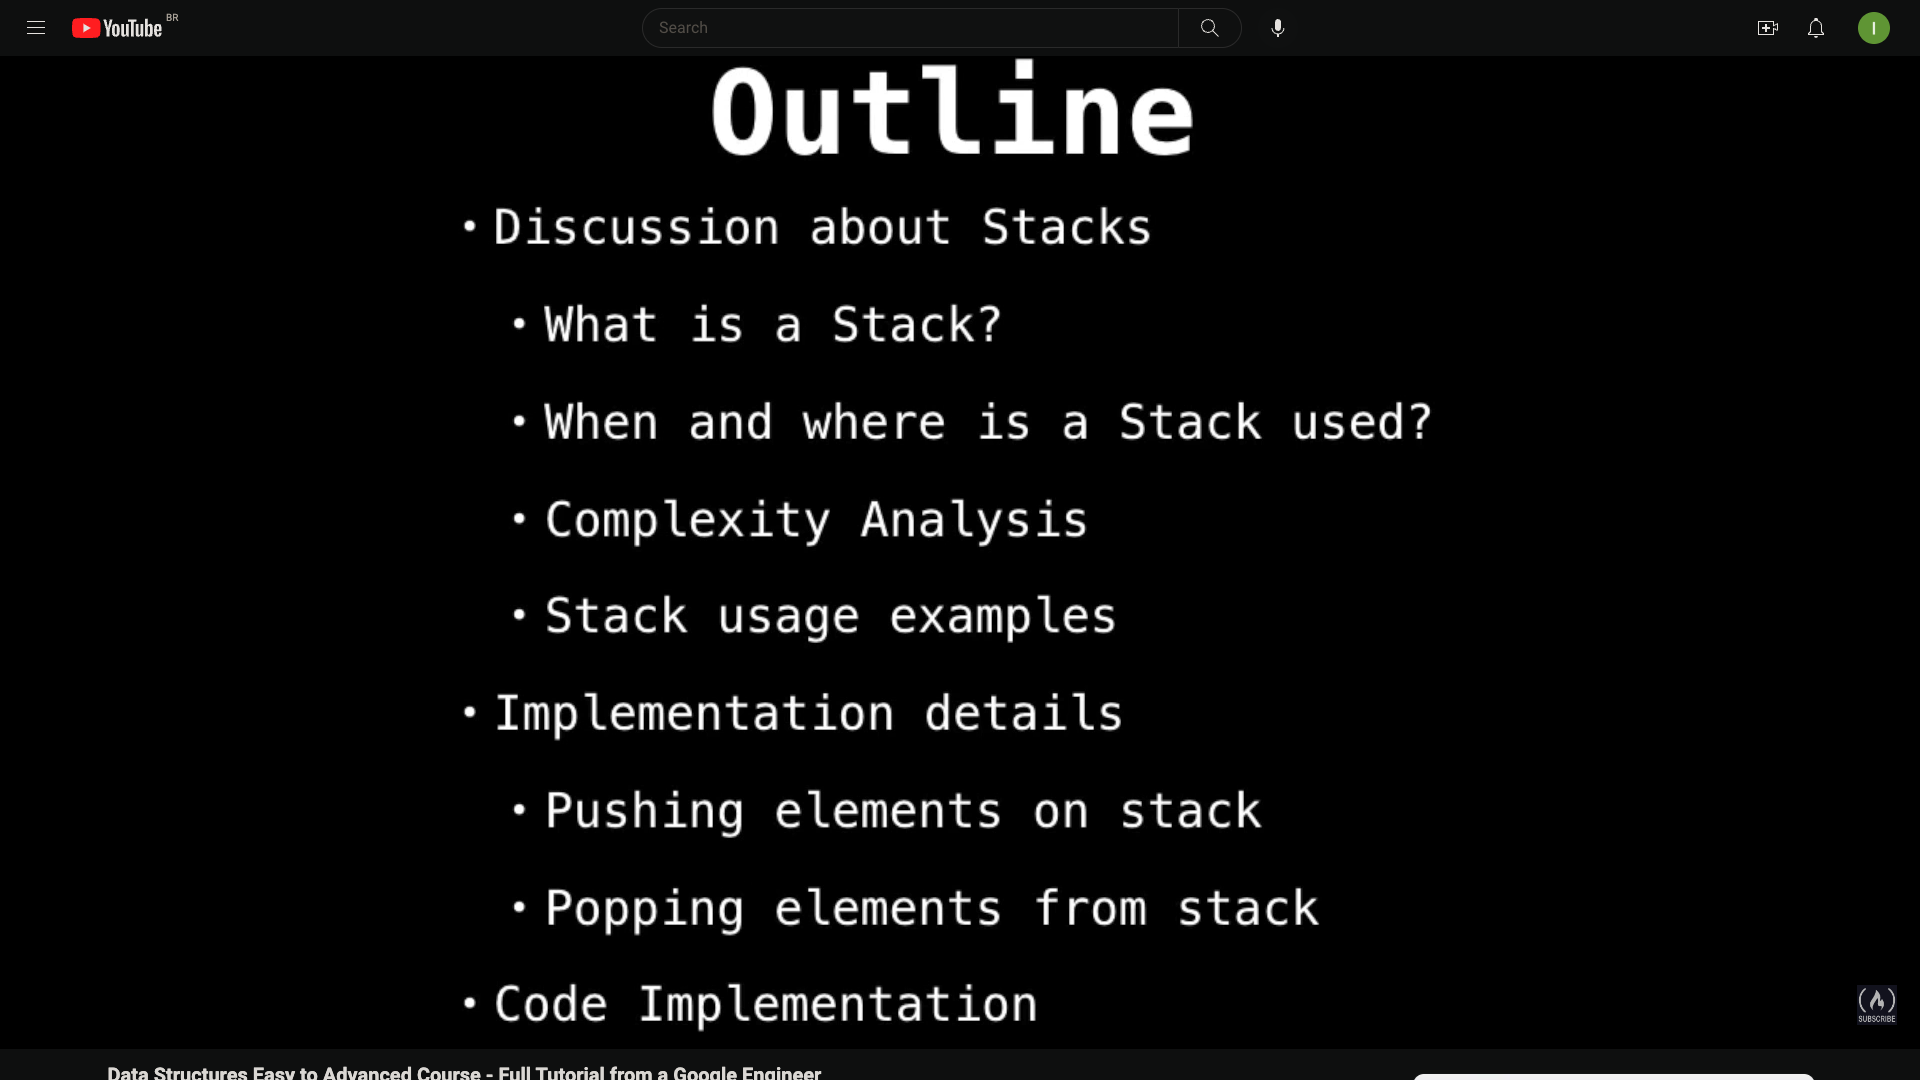 YouTube BR
Search
I
Outline
• Discussion about Stacks
• What is a Stack?
• When and where is a Stack used?
• Complexity Analysis
• Stack usage examples
• Implementation details
• Pushing elements on stack
• Popping elements from stack
• Code Implementation
SUBSCRIBE
Data Structures Easy to Advanced Course - Full Tutorial from a Google Engineer